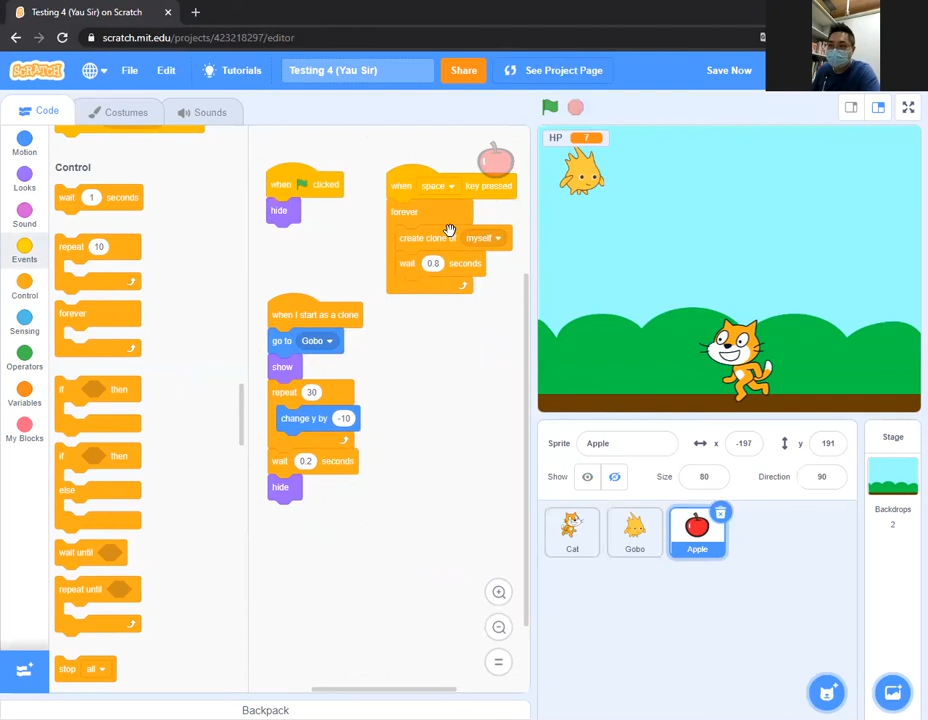 Testing 4 (Yau Sir) on Scratch
scratch.mit.edu/projects/423218297/editor
SCRATCH
File
Edit
Tutorials
Testing 4 (Yau Sir)
Share
See Project Page
Save Now
Code
Costumes
Sounds
Motion
Looks
Sound
Events
Control
Sensing
Operators
Variables
My Blocks
Control
wait 1 seconds
repeat 10
forever
if then
if then
else
wait until
repeat until
stop all
when clicked
hide
when space key pressed
forever
create clone of myself
wait 0.8 seconds
when I start as a clone
go to Gobo
show
repeat 30
change y by -10
wait 0.2 seconds
hide
HP 7
Sprite Apple x -197 y 191
Show Size 80 Direction 90
Cat
Gobo
Apple
Stage
Backdrops
2
Backpack